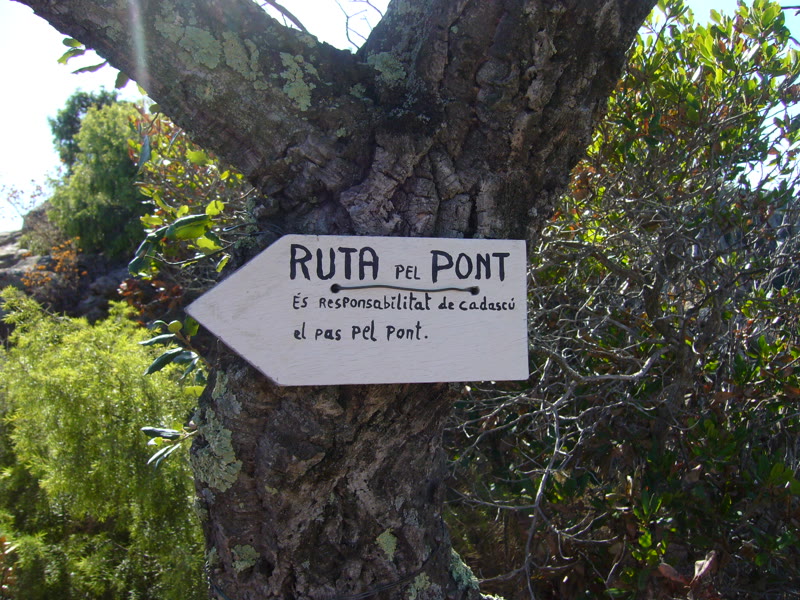 RUTA PEL PONT
És RESPONSABILITAT DE CADASCÚ
el pas pel pont.